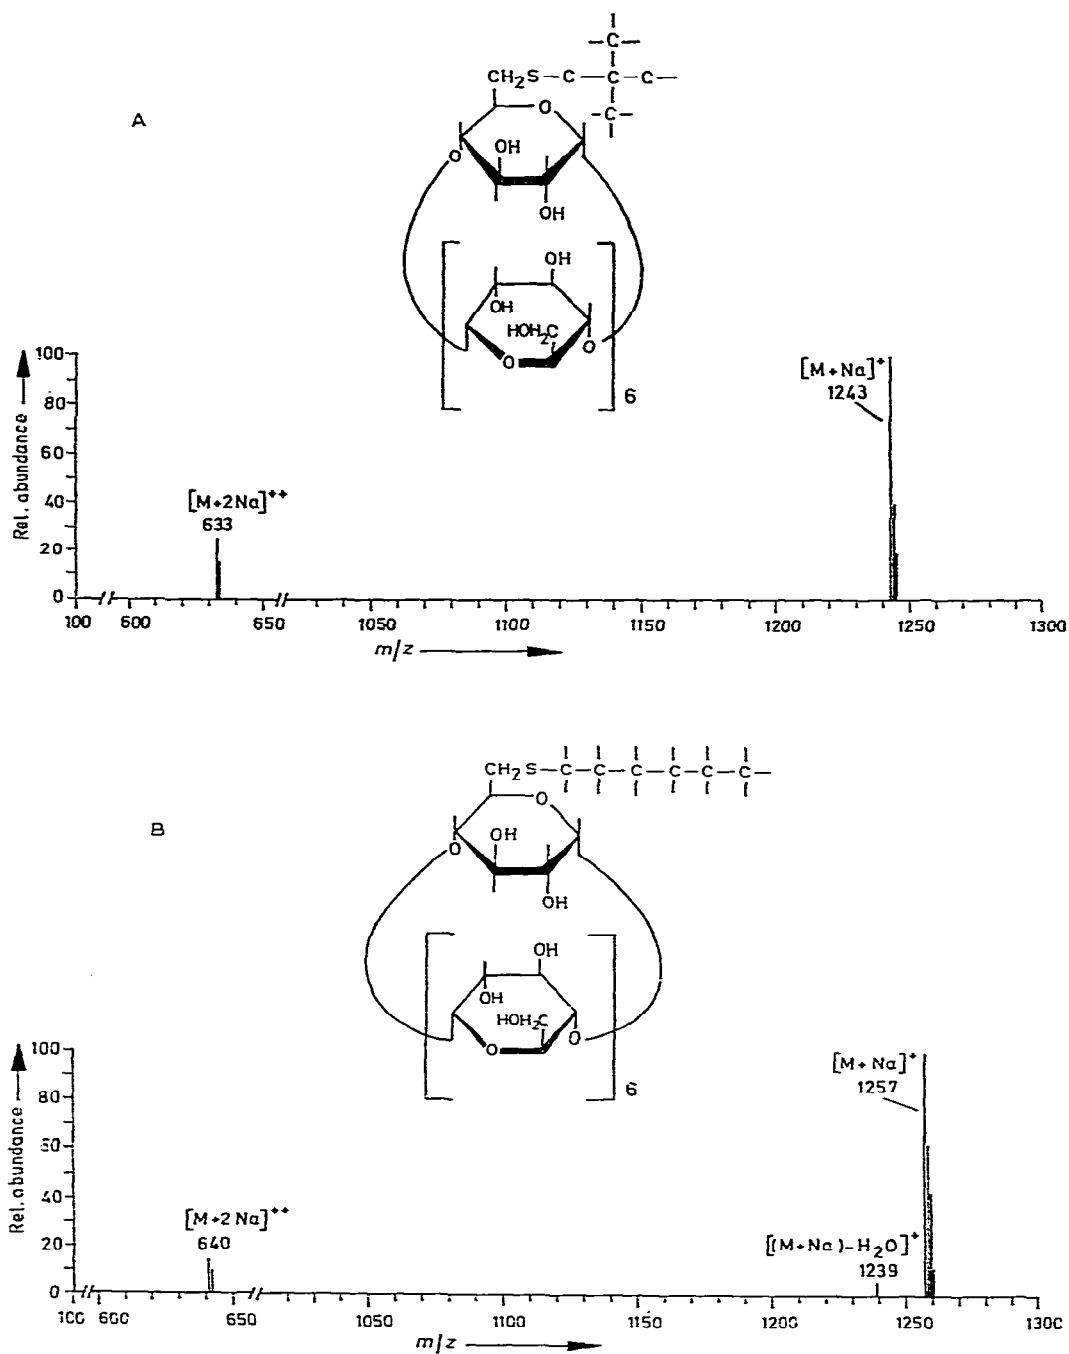 A
–C–
CH2S–C–C–C–
–C–
O
O
OH
OH
OH
OH
HOH2C
O
O
6
Rel. abundance
100
80
60
40
20
0
[M+2Na]++
633
[M+Na]+
1243
100 600 650 1050 1100 1150 1200 1250 1300
m/z
B
CH2S–C–C–C–C–C–C–
O
O
OH
OH
OH
OH
HOH2C
O
O
6
Rel. abundance
100
80
60
40
20
0
[M+2Na]++
640
[M+Na]+
1257
[(M+Na)–H2O]+
1239
100 600 650 1050 1100 1150 1200 1250 1300
m/z